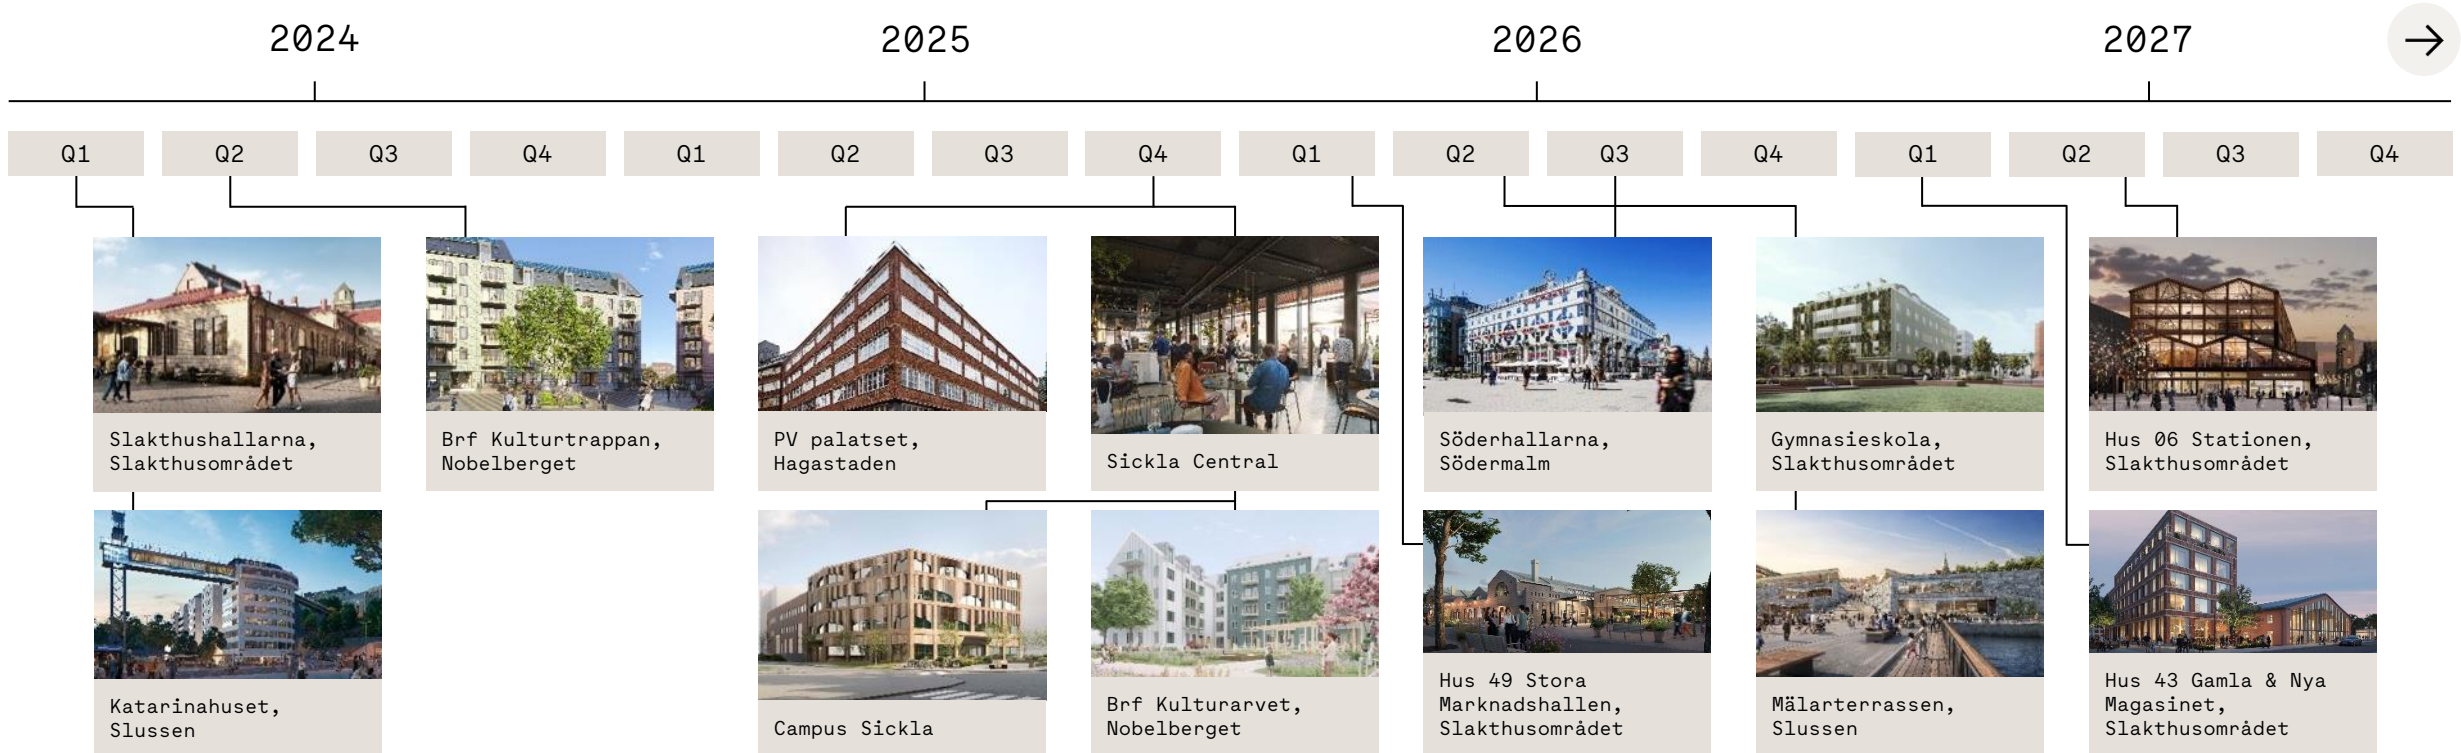 2024
2025
2026
2027
Q1
Q2
Q3
Q4
Q1
Q2
Q3
Q4
Q1
Q2
Q3
Q4
Q1
Q2
Q3
Q4
Slakthushallarna,
Slakthusområdet
Brf Kulturtrappan,
Nobelberget
PV palatset,
Hagastaden
Sickla Central
Söderhallarna,
Södermalm
Gymnasieskola,
Slakthusområdet
Hus 06 Stationen,
Slakthusområdet
Katarinahuset,
Slussen
Campus Sickla
Brf Kulturarvet,
Nobelberget
Hus 49 Stora
Marknadshallen,
Slakthusområdet
Mälarterrassen,
Slussen
Hus 43 Gamla & Nya
Magasinet,
Slakthusområdet